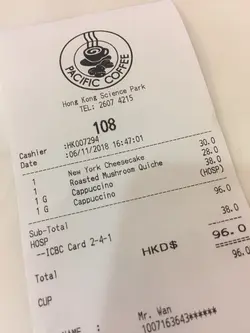 PACIFIC COFFEE
Hong Kong Science Park
TEL: 2607 4215
108
Cashier :HK007294
Date :06/11/2018 16:47:01
1 New York Cheesecake 30.0
1 Roasted Mushroom Quiche 28.0
1 G Cappuccino 38.0
1 G Cappuccino (HOSP)
Sub-Total 96.0
HOSP 38.0
--ICBC Card 2-4-1
HKD$ 96.0
Total 96.
CUP
Mr. Wan
1007163643******